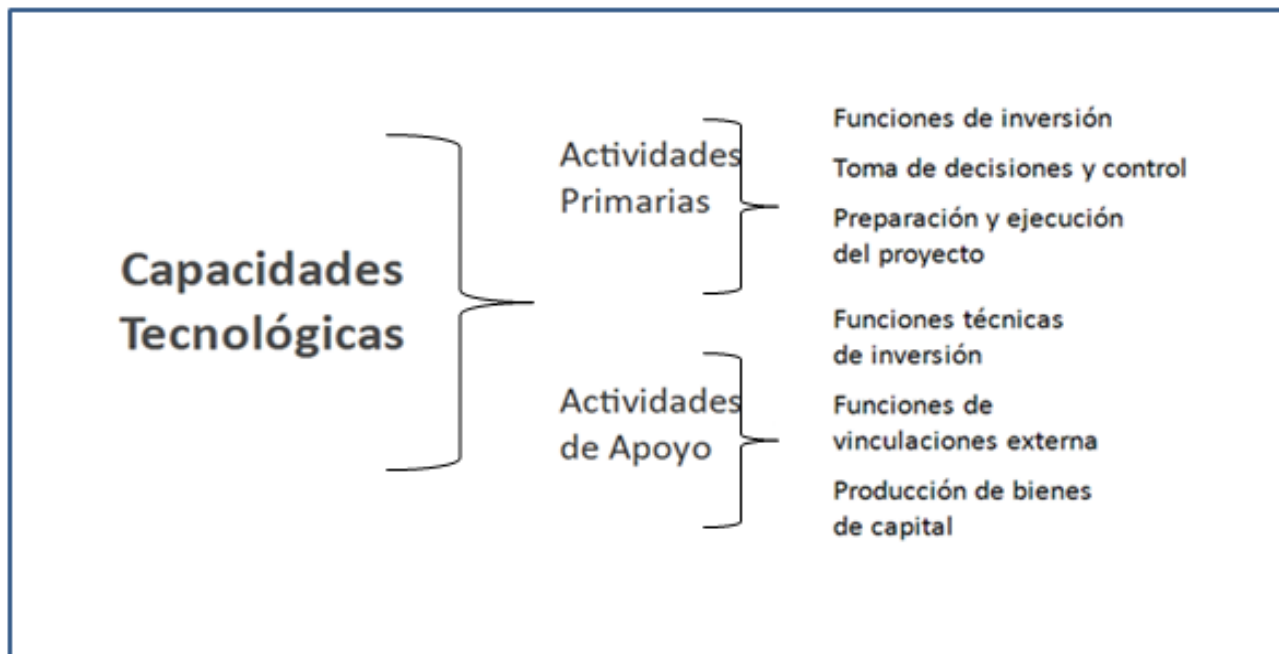 Capacidades
Tecnológicas
Actividades
Primarias
Funciones de inversión
Toma de decisiones y control
Preparación y ejecución
del proyecto
Actividades
de Apoyo
Funciones técnicas
de inversión
Funciones de
vinculaciones externa
Producción de bienes
de capital